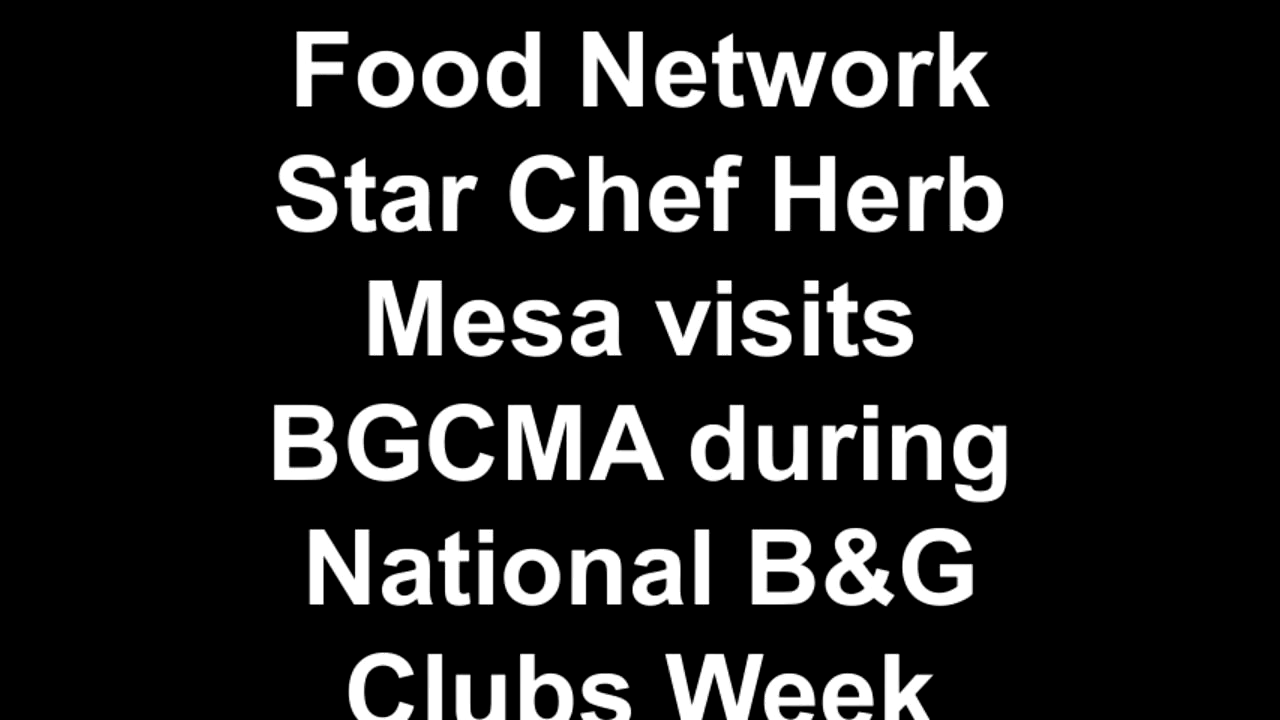 Food Network
Star Chef Herb
Mesa visits
BGCMA during
National B&G
Clubs Week